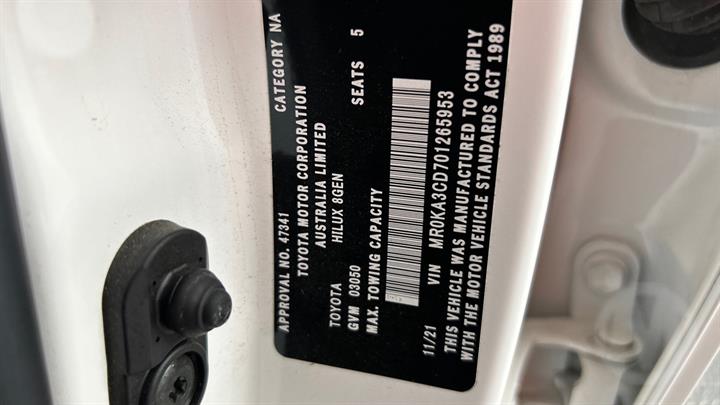 APPROVAL NO. 47341 CATEGORY NA
TOYOTA MOTOR CORPORATION
AUSTRALIA LIMITED
HILUX 8GEN
TOYOTA
GVM 03050 SEATS 5
MAX. TOWING CAPACITY
11/21 VIN MR0KA3CD701265953
THIS VEHICLE WAS MANUFACTURED TO COMPLY
WITH THE MOTOR VEHICLE STANDARDS ACT 1989